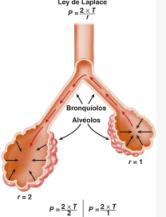 Ley de Laplace
P = 2 × T / r
Bronquiolos
Alvéolos
r = 2
r = 1
P = 2 × T / 2
P = 2 × T / 1